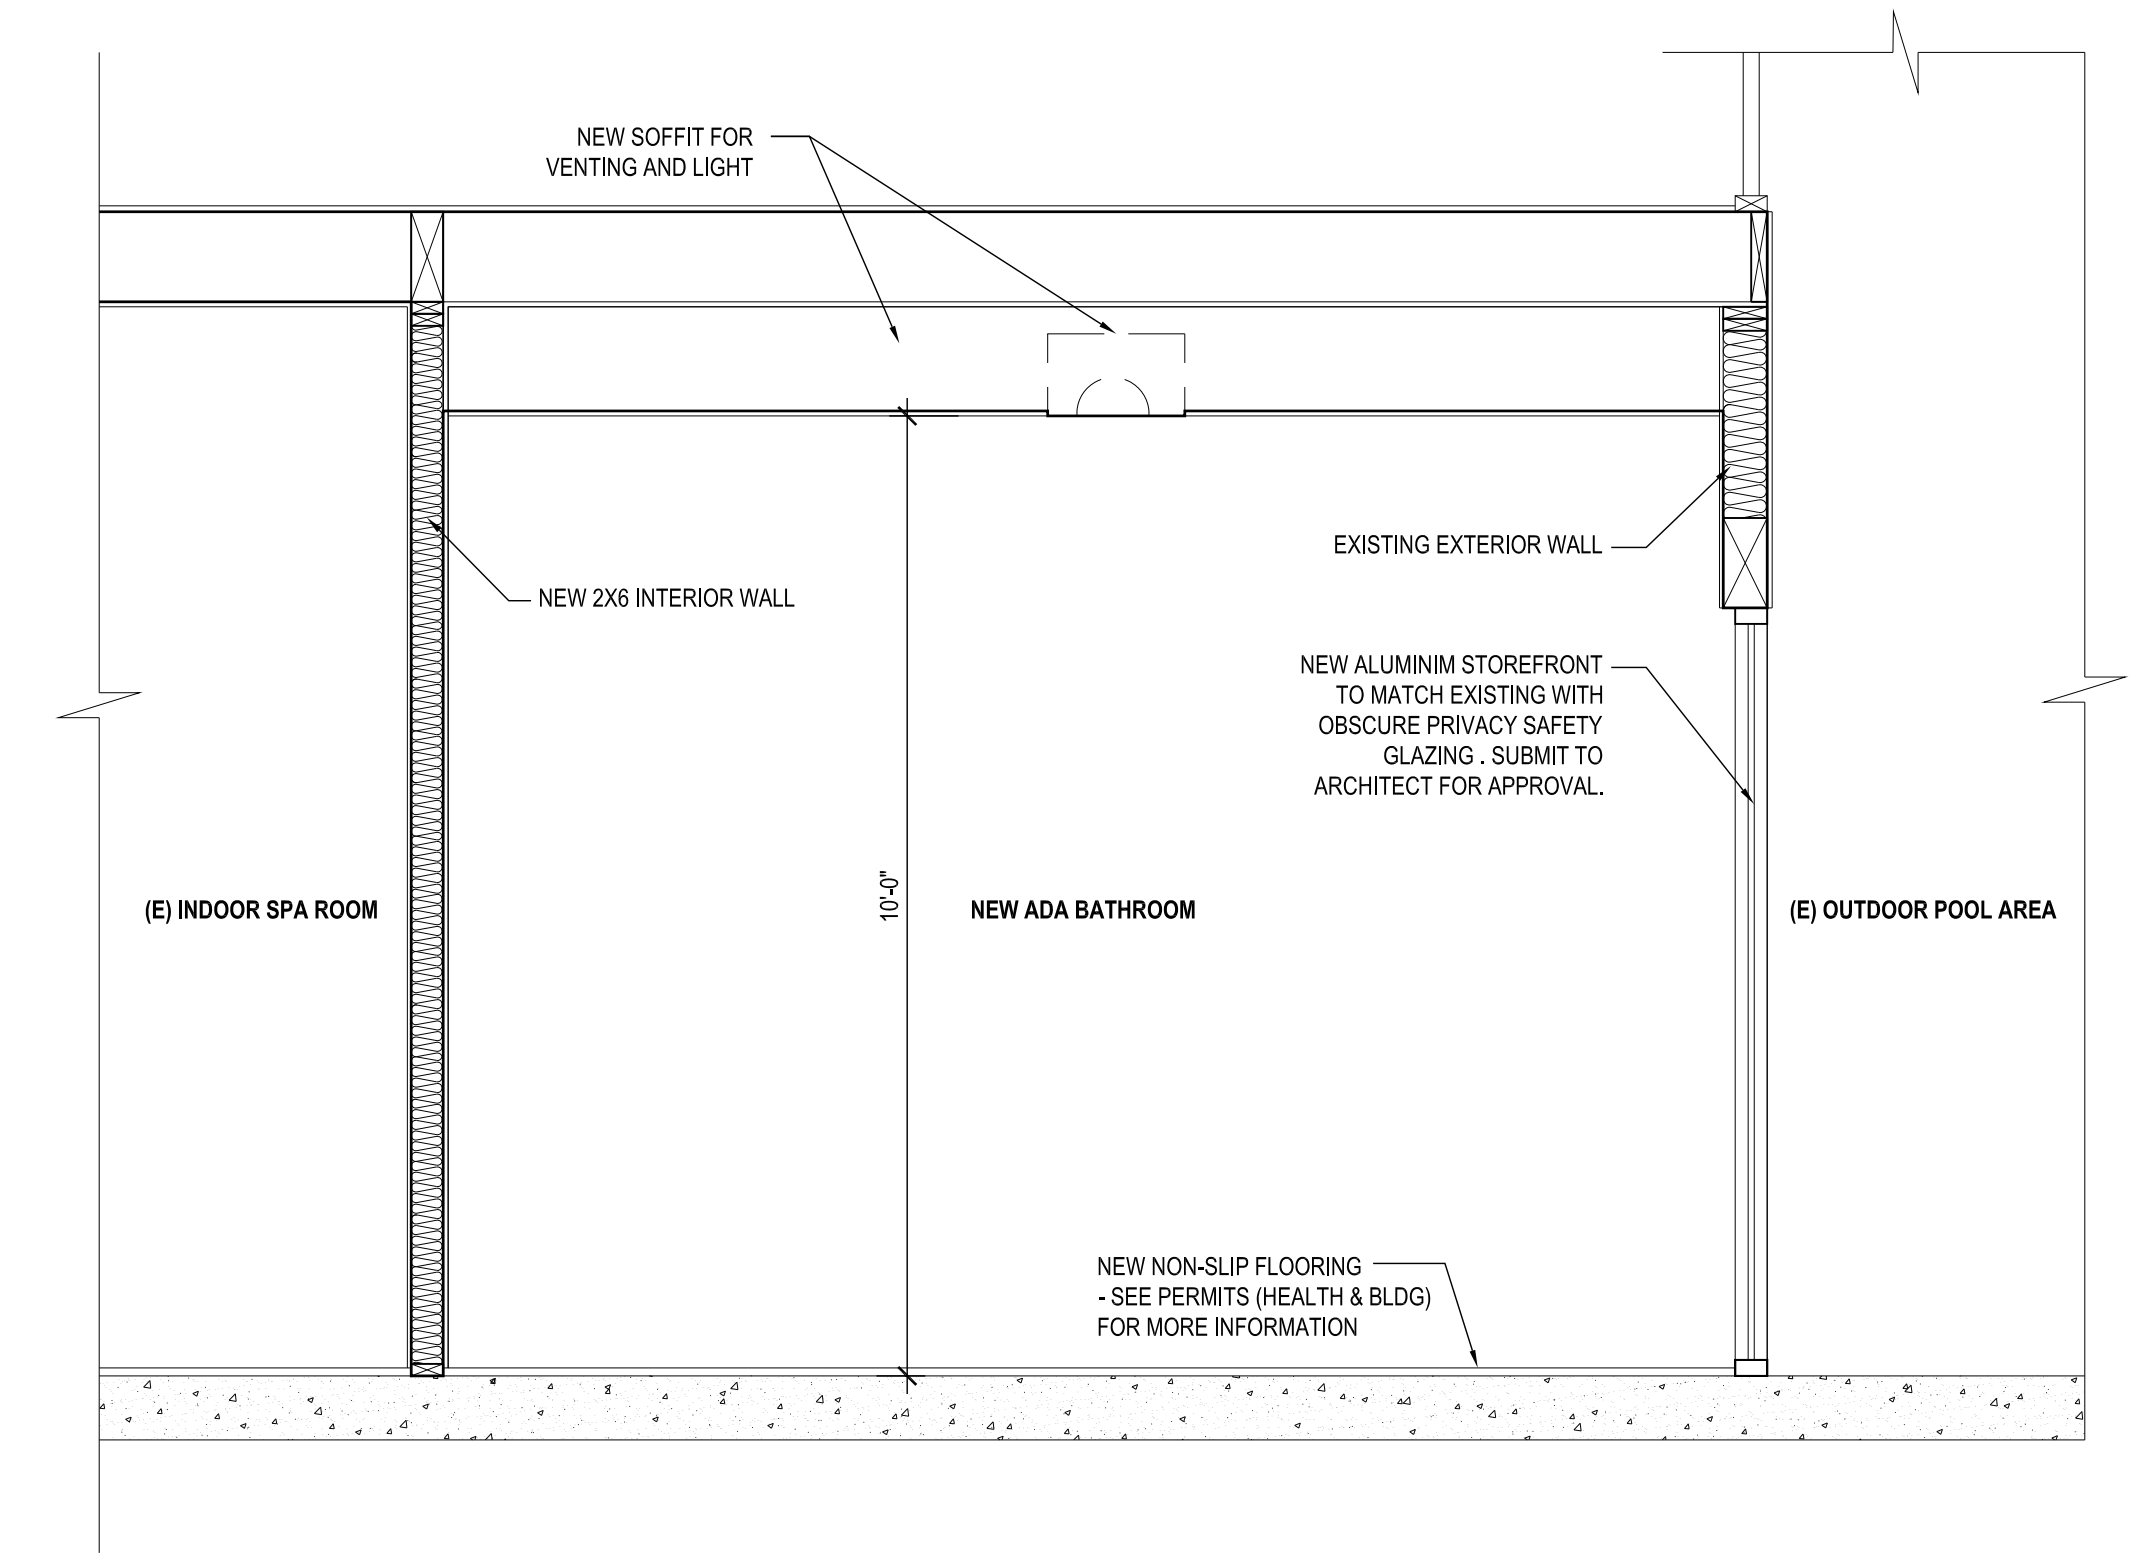 NEW SOFFIT FOR
VENTING AND LIGHT
EXISTING EXTERIOR WALL
NEW 2X6 INTERIOR WALL
NEW ALUMINIM STOREFRONT
TO MATCH EXISTING WITH
OBSCURE PRIVACY SAFETY
GLAZING . SUBMIT TO
ARCHITECT FOR APPROVAL.
(E) INDOOR SPA ROOM
10'-0"
NEW ADA BATHROOM
(E) OUTDOOR POOL AREA
NEW NON-SLIP FLOORING
- SEE PERMITS (HEALTH & BLDG)
FOR MORE INFORMATION